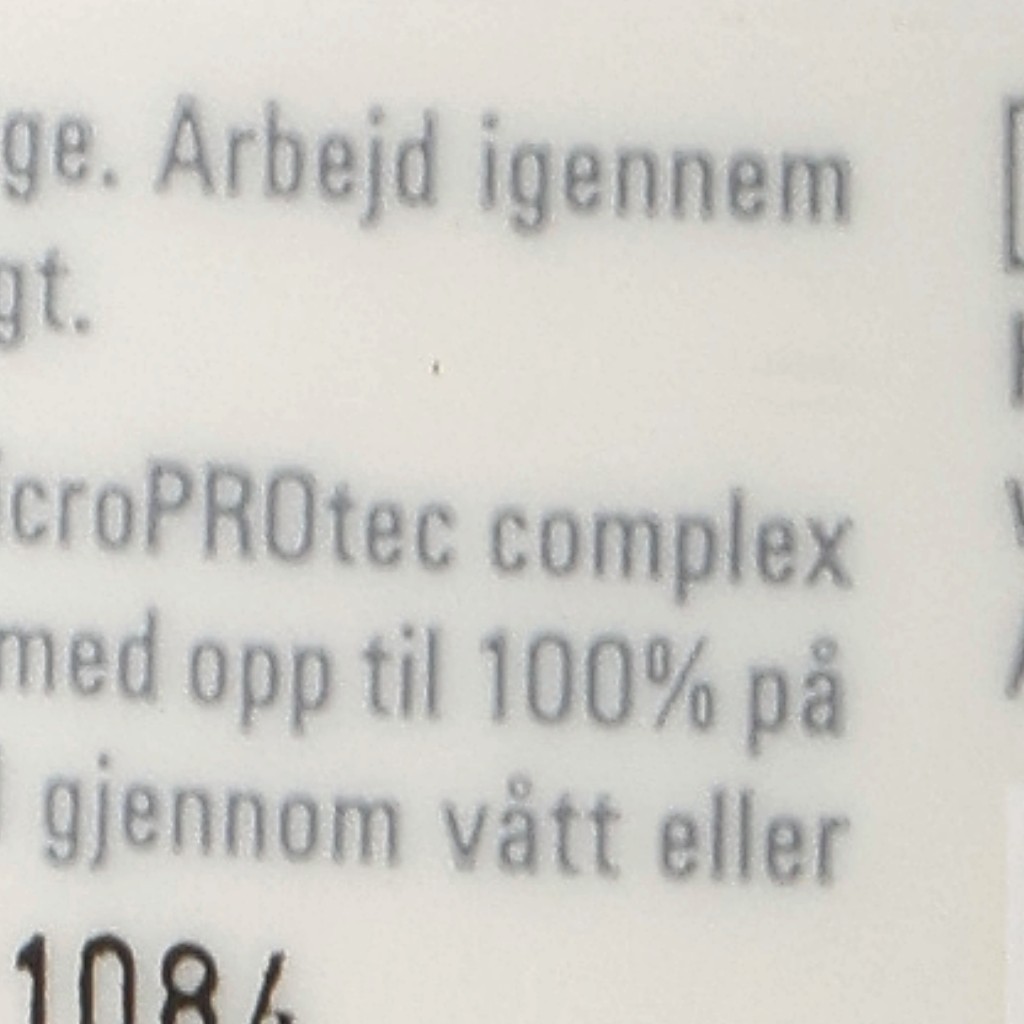 ge. Arbejd igennem
gt.
icroPROtec complex
med opp til 100% på
gjennom vått eller
1084